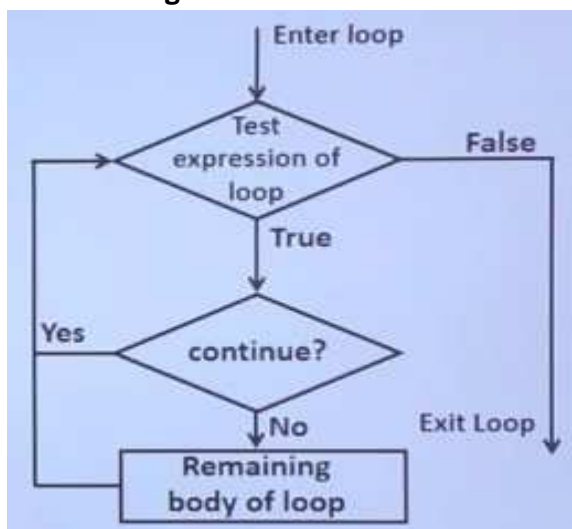 Enter loop
Test
expression of
loop
False
True
Yes
continue?
No
Exit Loop
Remaining
body of loop